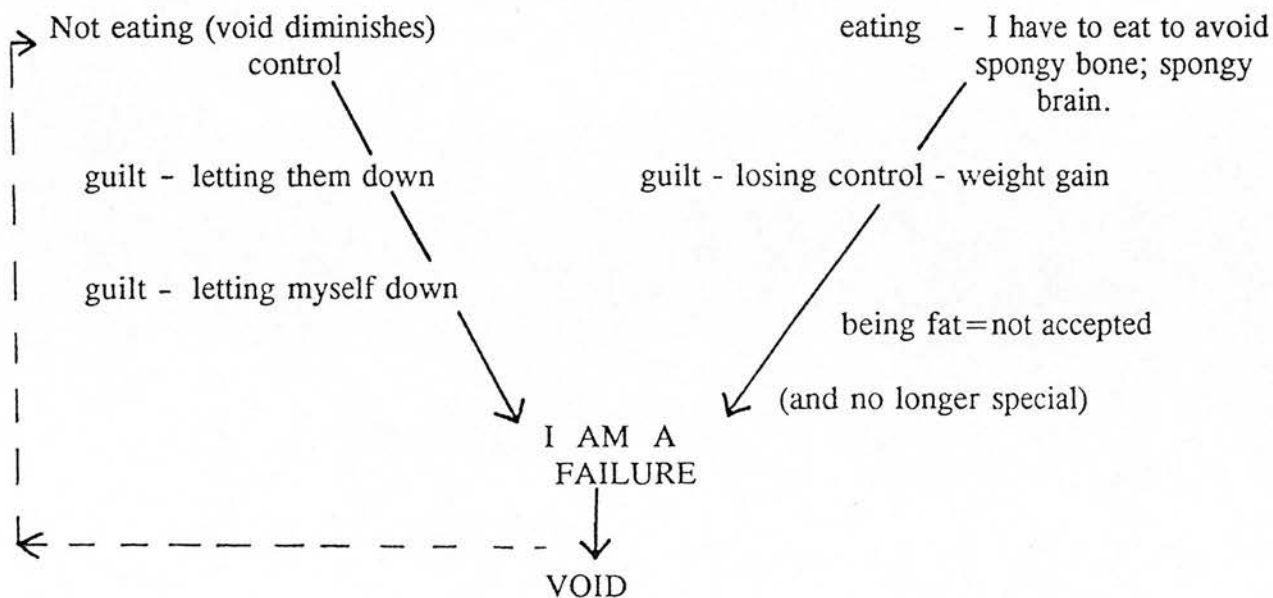 Not eating (void diminishes)
control
eating - I have to eat to avoid
spongy bone; spongy
brain.
guilt - letting them down
guilt - losing control - weight gain
guilt - letting myself down
being fat=not accepted
(and no longer special)
I AM A
FAILURE
VOID